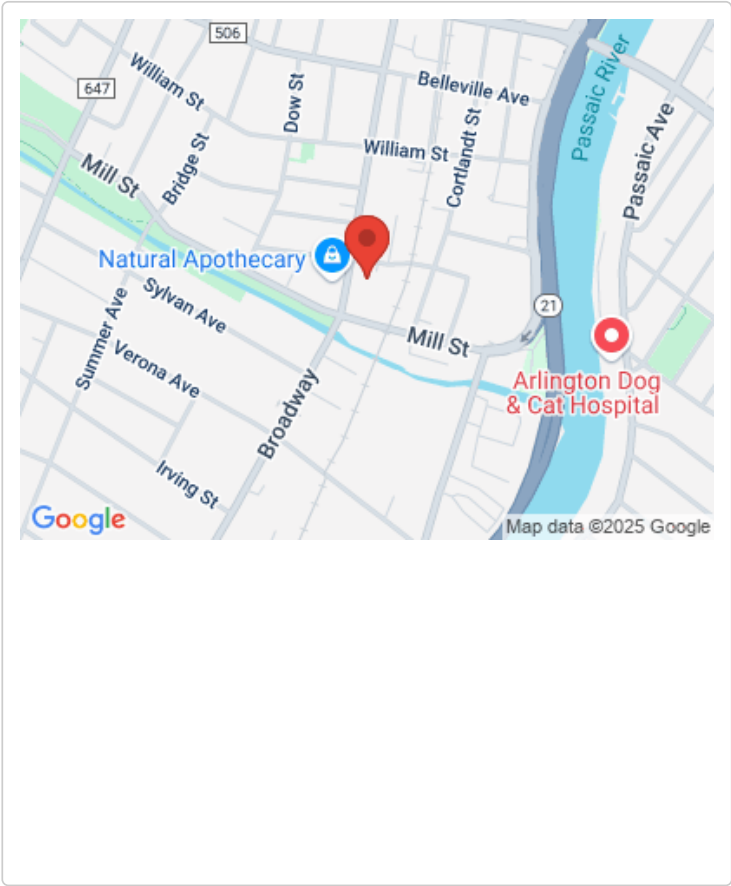 506
William St
647
Belleville Ave
Dow St
Passaic River
Passaic Ave
Cortlandt St
William St
Bridge St
Mill St
Natural Apothecary
Sylvan Ave
21
Summer Ave
Mill St
Verona Ave
Arlington Dog
& Cat Hospital
Broadway
Irving St
Google
Map data ©2025 Google